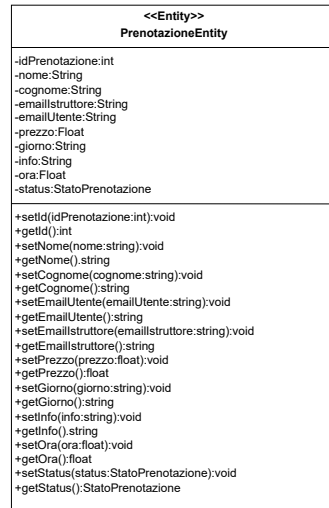 <<Entity>>
PrenotazioneEntity
-idPrenotazione:int
-nome:String
-cognome:String
-emailIstruttore:String
-emailUtente:String
-prezzo:Float
-giorno:String
-info:String
-ora:Float
-status:StatoPrenotazione
+setId(idPrenotazione:int):void
+getId():int
+setNome(nome:string):void
+getNome().string
+setCognome(cognome:string):void
+getCognome():string
+setEmailUtente(emailUtente:string):void
+getEmailUtente():string
+setEmailIstruttore(emailIstruttore:string):void
+getEmailIstruttore():string
+setPrezzo(prezzo:float):void
+getPrezzo():float
+setGiorno(giorno:string):void
+getGiorno():string
+setInfo(info:string):void
+getInfo().string
+setOra(ora:float):void
+getOra():float
+setStatus(status:StatoPrenotazione):void
+getStatus():StatoPrenotazione